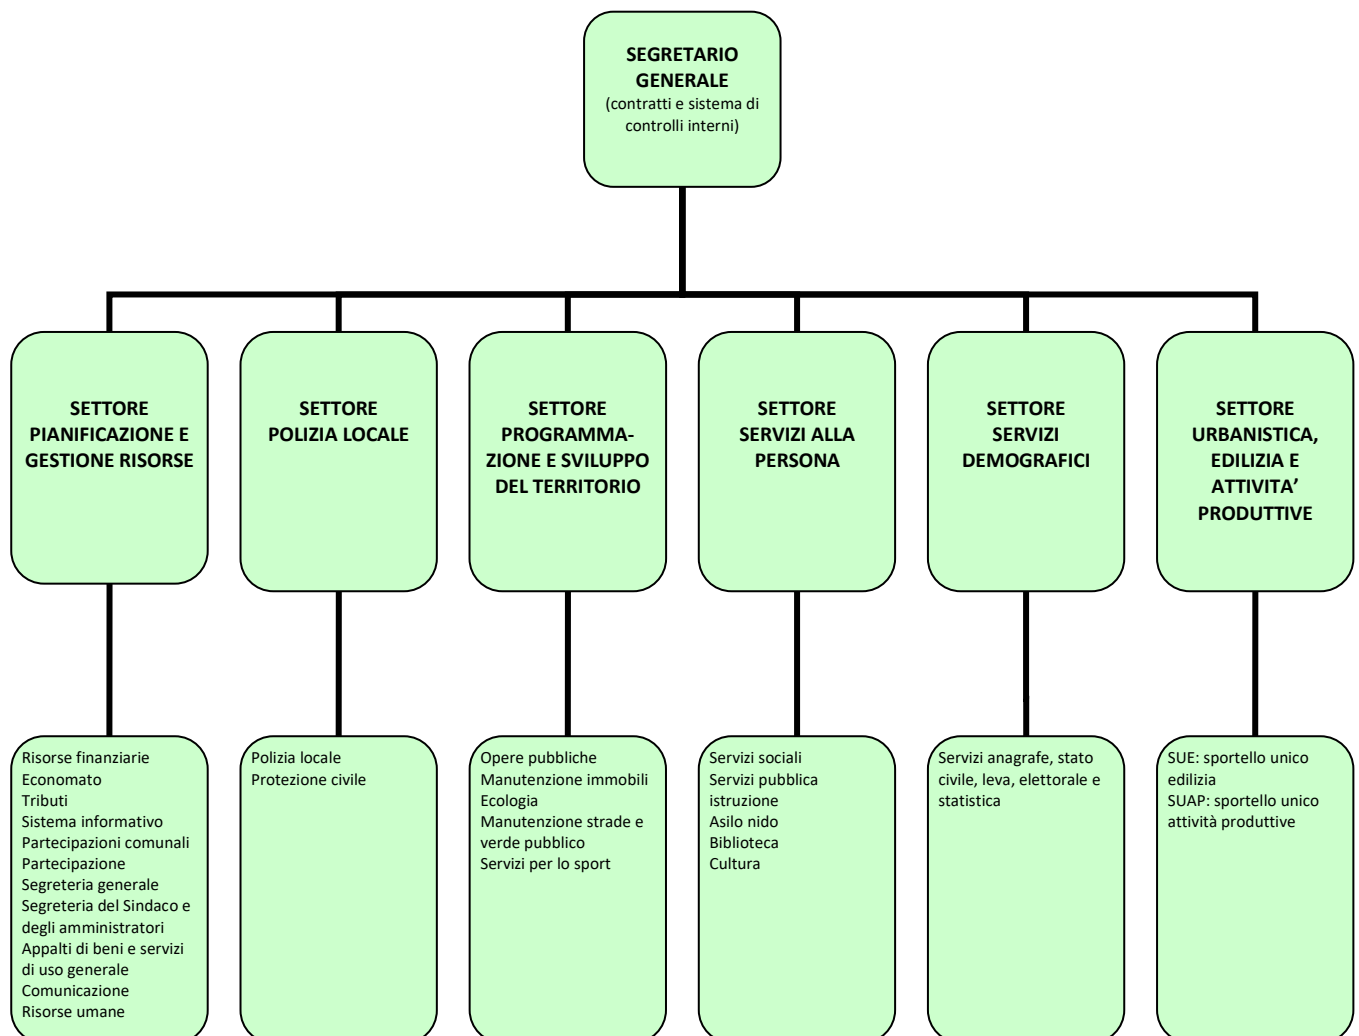 SEGRETARIO
GENERALE
(contratti e sistema di
controlli interni)
SETTORE
PIANIFICAZIONE E
GESTIONE RISORSE
SETTORE
POLIZIA LOCALE
SETTORE
PROGRAMMA-
ZIONE E SVILUPPO
DEL TERRITORIO
SETTORE
SERVIZI ALLA
PERSONA
SETTORE
SERVIZI
DEMOGRAFICI
SETTORE
URBANISTICA,
EDILIZIA E
ATTIVITA’
PRODUTTIVE
Risorse finanziarie
Economato
Tributi
Sistema informativo
Partecipazioni comunali
Partecipazione
Segreteria generale
Segreteria del Sindaco e
degli amministratori
Appalti di beni e servizi
di uso generale
Comunicazione
Risorse umane
Polizia locale
Protezione civile
Opere pubbliche
Manutenzione immobili
Ecologia
Manutenzione strade e
verde pubblico
Servizi per lo sport
Servizi sociali
Servizi pubblica
istruzione
Asilo nido
Biblioteca
Cultura
Servizi anagrafe, stato
civile, leva, elettorale e
statistica
SUE: sportello unico
edilizia
SUAP: sportello unico
attività produttive